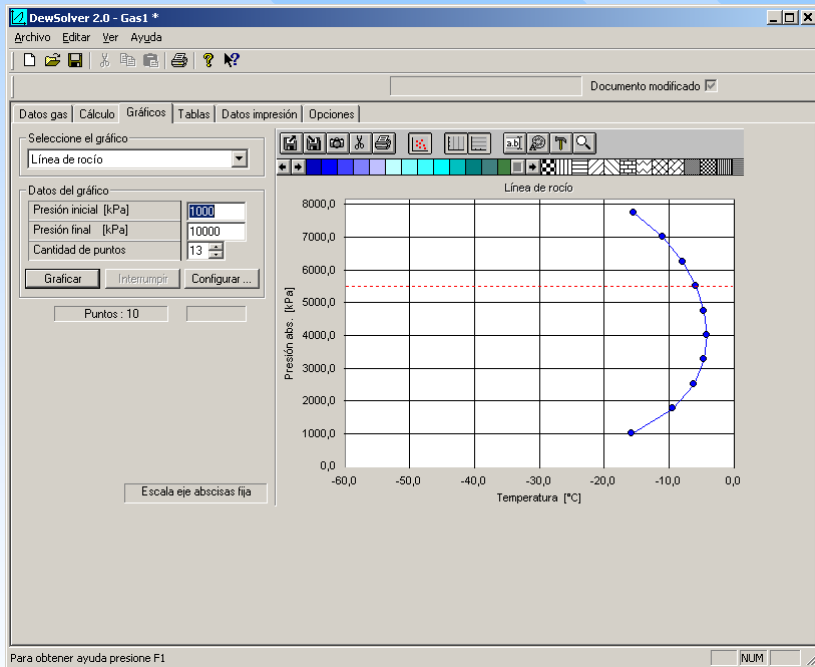 DewSolver 2.0 - Gas1 *
Archivo Editar Ver Ayuda
Documento modificado
Datos gas Cálculo Gráficos Tablas Datos impresión Opciones
Seleccione el gráfico
Línea de rocío
Datos del gráfico
Presión inicial [kPa] 1000
Presión final [kPa] 10000
Cantidad de puntos 13
Graficar Interrumpir Configurar ...
Puntos : 10
Escala eje abscisas fija
a.b
Línea de rocío
Presión abs. [kPa]
8000,0
7000,0
6000,0
5000,0
4000,0
3000,0
2000,0
1000,0
0,0
-60,0 -50,0 -40,0 -30,0 -20,0 -10,0 0,0
Temperatura [°C]
Para obtener ayuda presione F1
NUM